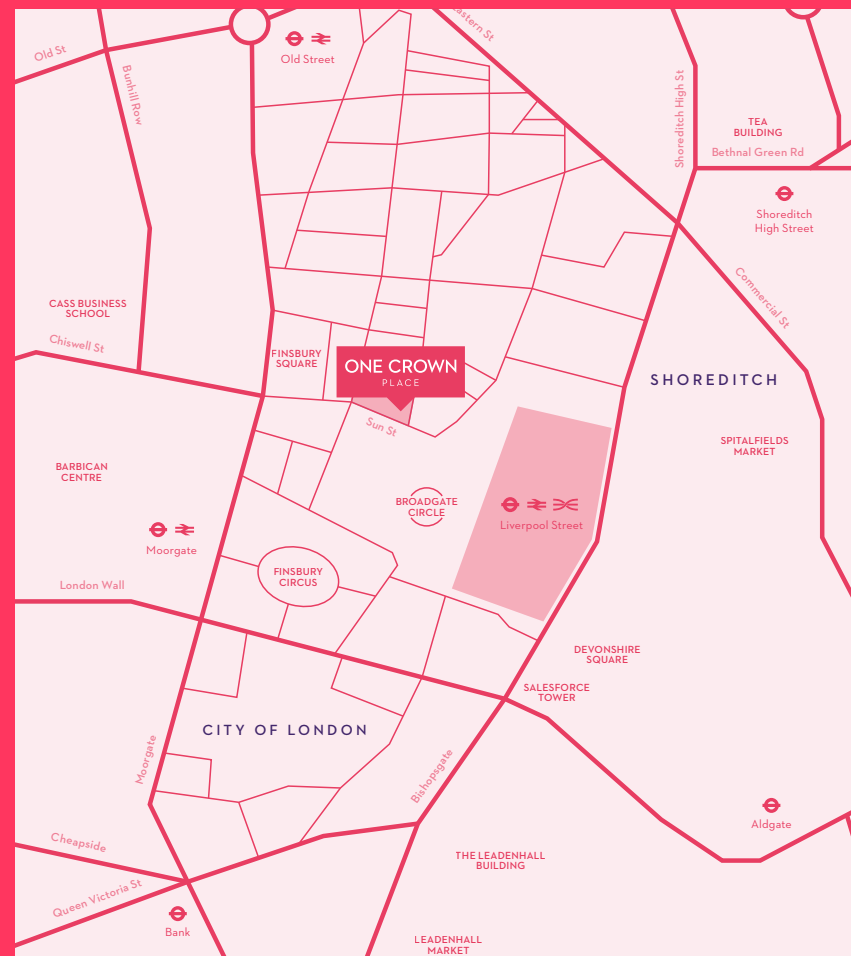 Eastern St
Old St
Old Street
Bunhill Row
Shoreditch High St
TEA
BUILDING
Bethnal Green Rd
Shoreditch
High Street
Commercial St
CASS BUSINESS
SCHOOL
Chiswell St
FINSBURY
SQUARE
ONE CROWN
PLACE
SHOREDITCH
Sun St
SPITALFIELDS
MARKET
BARBICAN
CENTRE
BROADGATE
CIRCLE
Liverpool Street
Moorgate
FINSBURY
CIRCUS
London Wall
DEVONSHIRE
SQUARE
SALESFORCE
TOWER
CITY OF LONDON
Moorgate
Bishopsgate
Aldgate
Cheapside
THE LEADENHALL
BUILDING
Queen Victoria St
Bank
LEADENHALL
MARKET